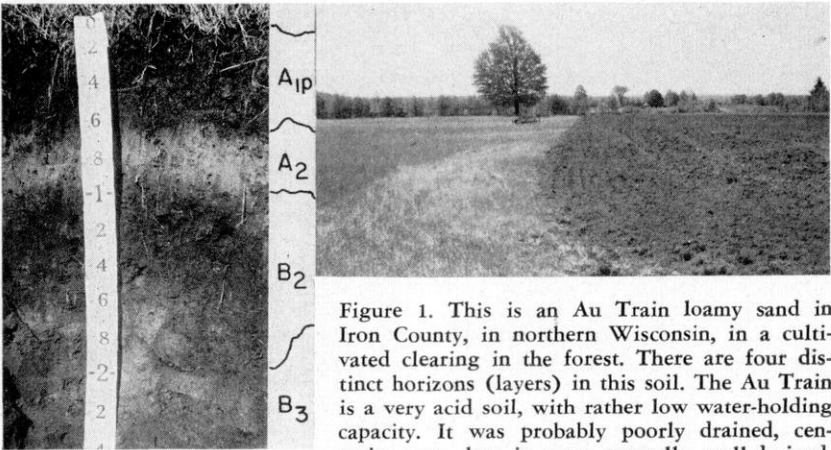 0
2
4
6
8
-1-
2
4
6
8
-2-
2
A1p
A2
B2
B3
Figure 1. This is an Au Train loamy sand in
Iron County, in northern Wisconsin, in a culti-
vated clearing in the forest. There are four dis-
tinct horizons (layers) in this soil. The Au Train
is a very acid soil, with rather low water-holding
capacity. It was probably poorly drained, cen-